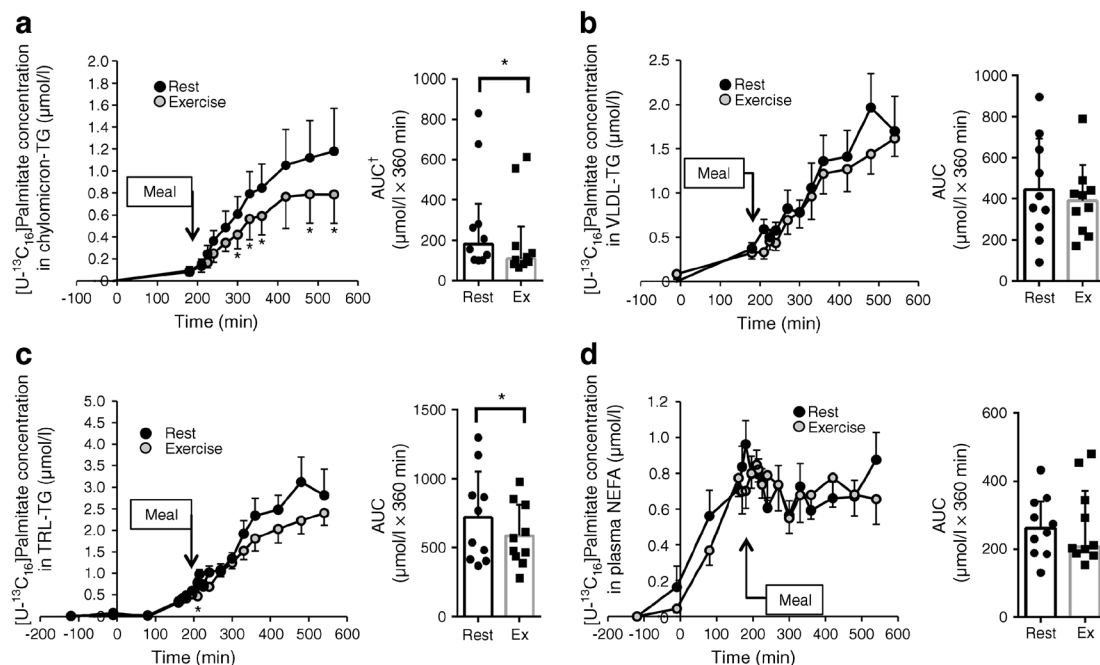 a
[U-¹³C₁₆]Palmitate concentration
in chylomicron-TG (µmol/l)
2.0
1.8
1.6
1.4
1.2
1.0
0.8
0.6
0.4
0.2
0
-100 0 100 200 300 400 500 600
Time (min)
Rest
Exercise
Meal
* * * * *
AUC†
(µmol/l × 360 min)
1000
800
600
400
200
0
*
Rest Ex
b
[U-¹³C₁₆]Palmitate concentration
in VLDL-TG (µmol/l)
2.5
2.0
1.5
1.0
0.5
0
-100 0 100 200 300 400 500 600
Time (min)
Rest
Exercise
Meal
AUC
(µmol/l × 360 min)
1000
800
600
400
200
0
Rest Ex
c
[U-¹³C₁₆]Palmitate concentration
in TRL-TG (µmol/l)
5.0
4.5
4.0
3.5
3.0
2.5
2.0
1.5
1.0
0.5
0
-200 -100 0 100 200 300 400 500 600
Time (min)
Rest
Exercise
Meal
*
AUC
(µmol/l × 360 min)
1500
1000
500
0
*
Rest Ex
d
[U-¹³C₁₆]Palmitate concentration
in plasma NEFA (µmol/l)
1.2
1.0
0.8
0.6
0.4
0.2
0
-200 -100 0 100 200 300 400 500 600
Time (min)
Rest
Exercise
Meal
AUC
(µmol/l × 360 min)
600
400
200
0
Rest Ex